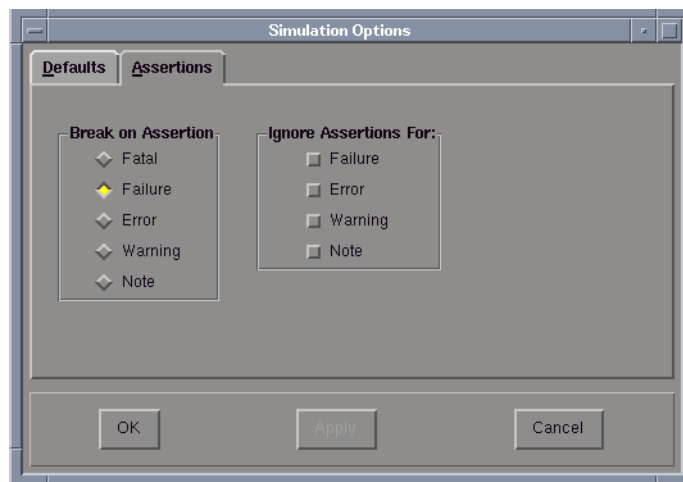 Simulation Options
Defaults
Assertions
Break on Assertion
Fatal
Failure
Error
Warning
Note
Ignore Assertions For:
Failure
Error
Warning
Note
OK
Apply
Cancel